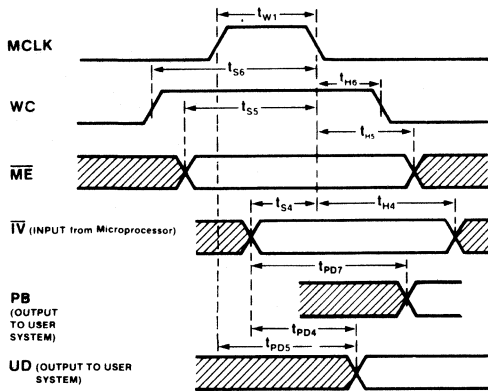 tW1
MCLK
tS6
tH6
WC
tS5
tH5
ME
tS4
tH4
IV (INPUT from Microprocessor)
tPD7
PB
(OUTPUT
TO USER
SYSTEM)
tPD4
tPD5
UD (OUTPUT TO USER
SYSTEM)